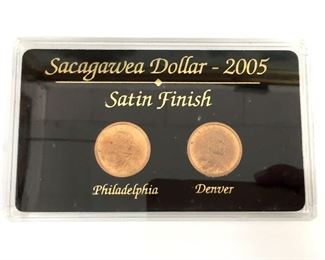 Sacagawea Dollar - 2005
Satin Finish
Philadelphia Denver